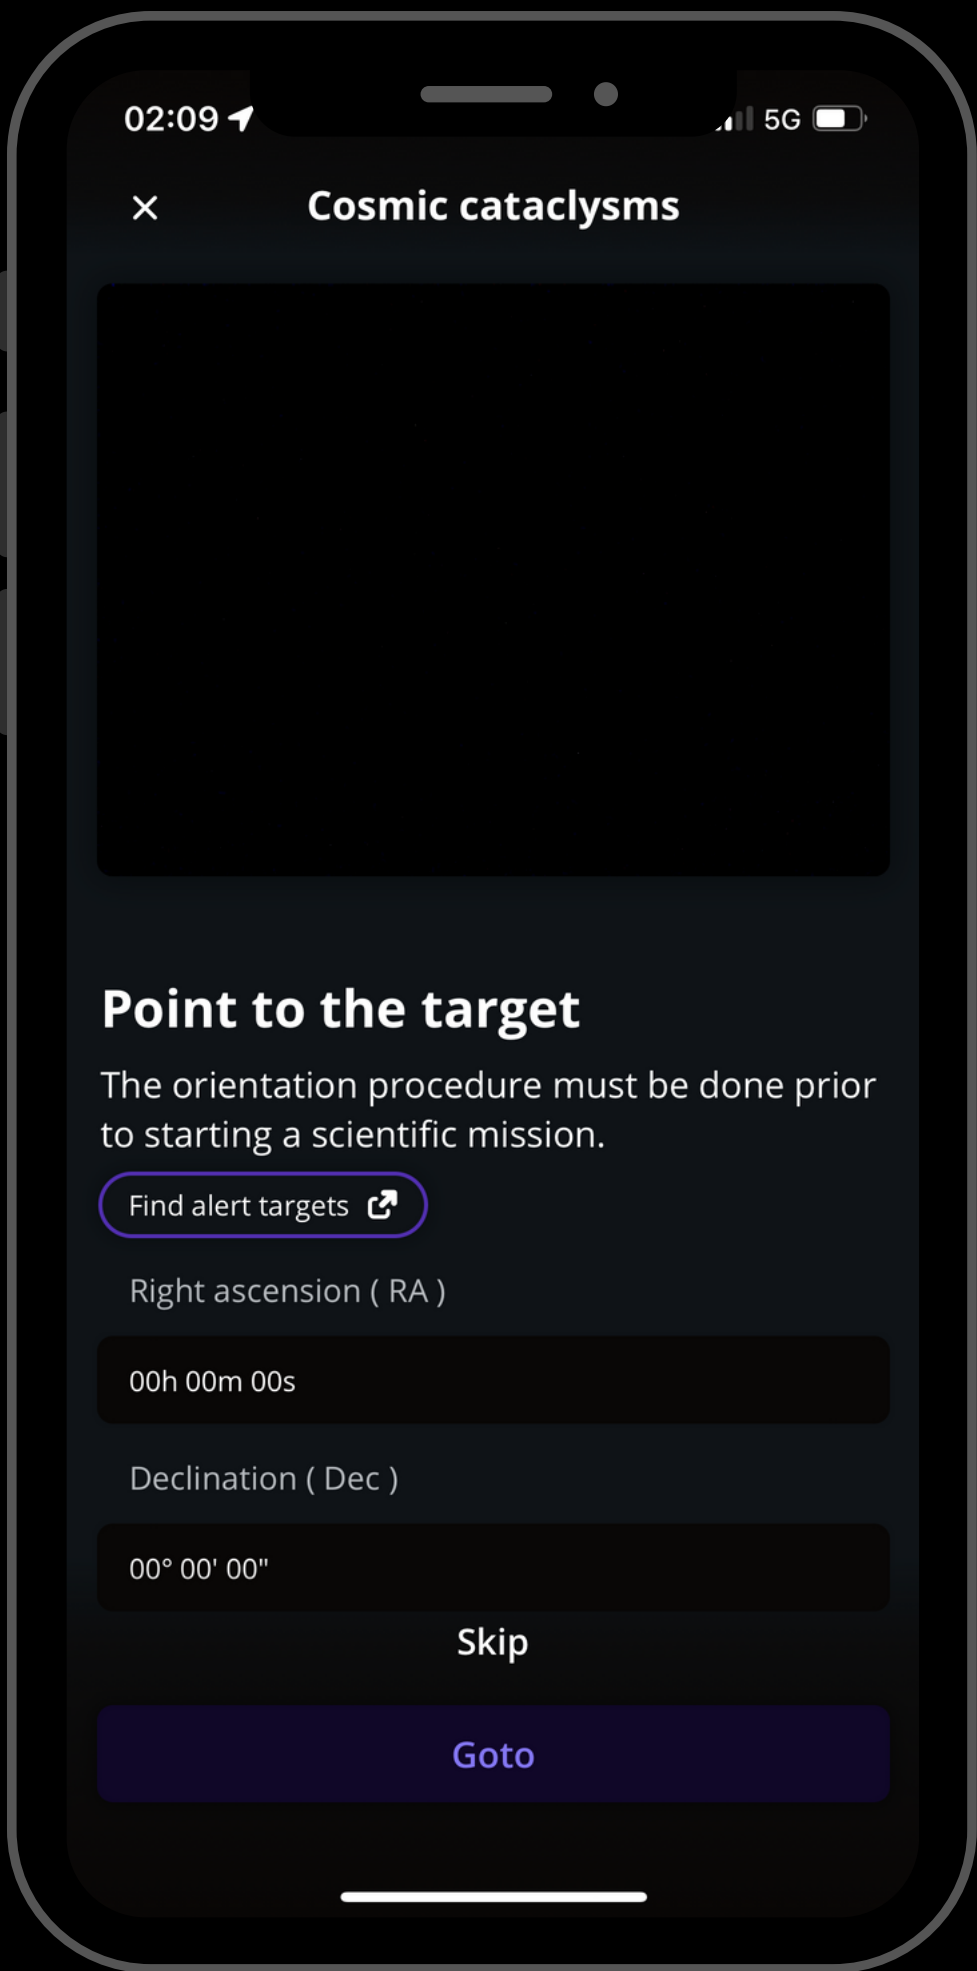 02:09 5G
Cosmic cataclysms
Point to the target
The orientation procedure must be done prior
to starting a scientific mission.
Find alert targets
Right ascension ( RA )
00h 00m 00s
Declination ( Dec )
00° 00' 00"
Skip
Goto